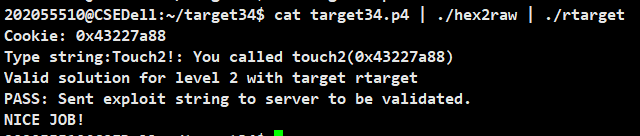 202055510@CSEDell:~/target34$ cat target34.p4 | ./hex2raw | ./rtarget
Cookie: 0x43227a88
Type string:Touch2!: You called touch2(0x43227a88)
Valid solution for level 2 with target rtarget
PASS: Sent exploit string to server to be validated.
NICE JOB!